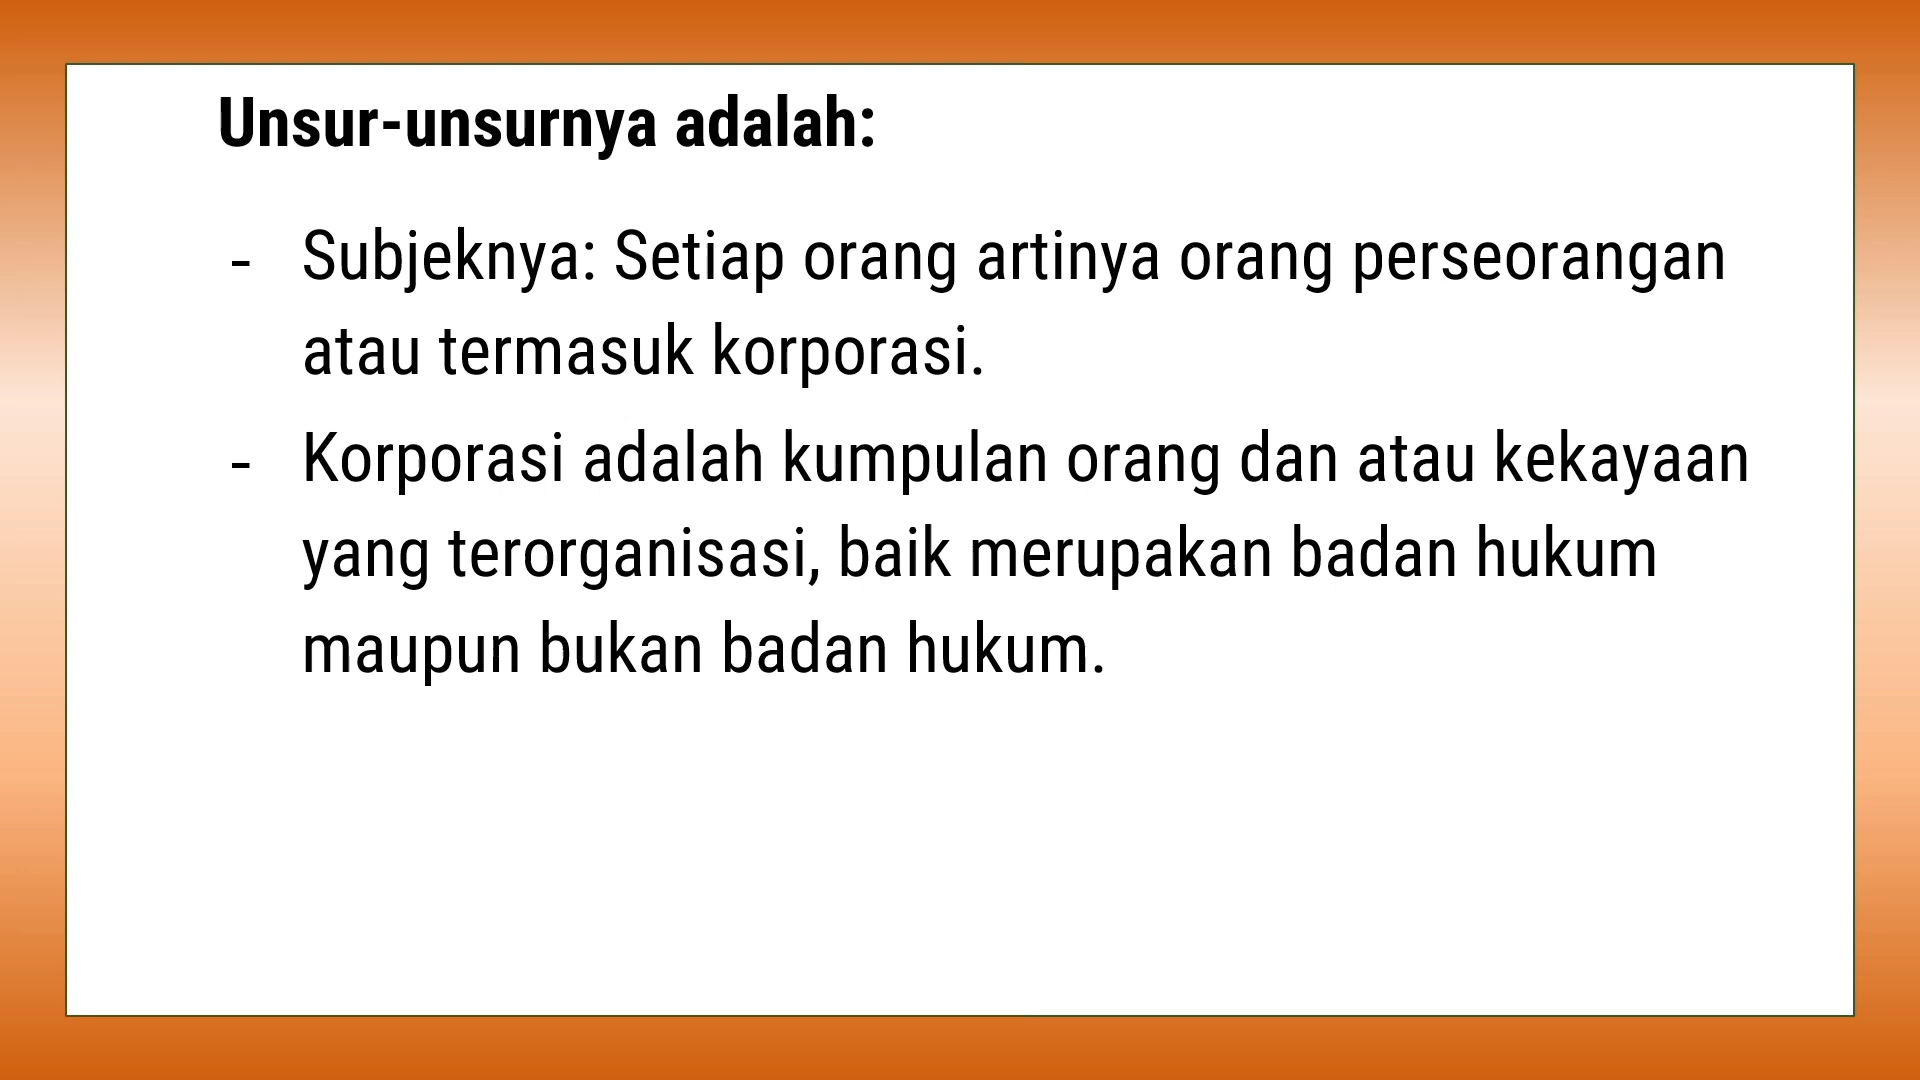 Unsur-unsurnya adalah:
- Subjeknya: Setiap orang artinya orang perseorangan
atau termasuk korporasi.
- Korporasi adalah kumpulan orang dan atau kekayaan
yang terorganisasi, baik merupakan badan hukum
maupun bukan badan hukum.